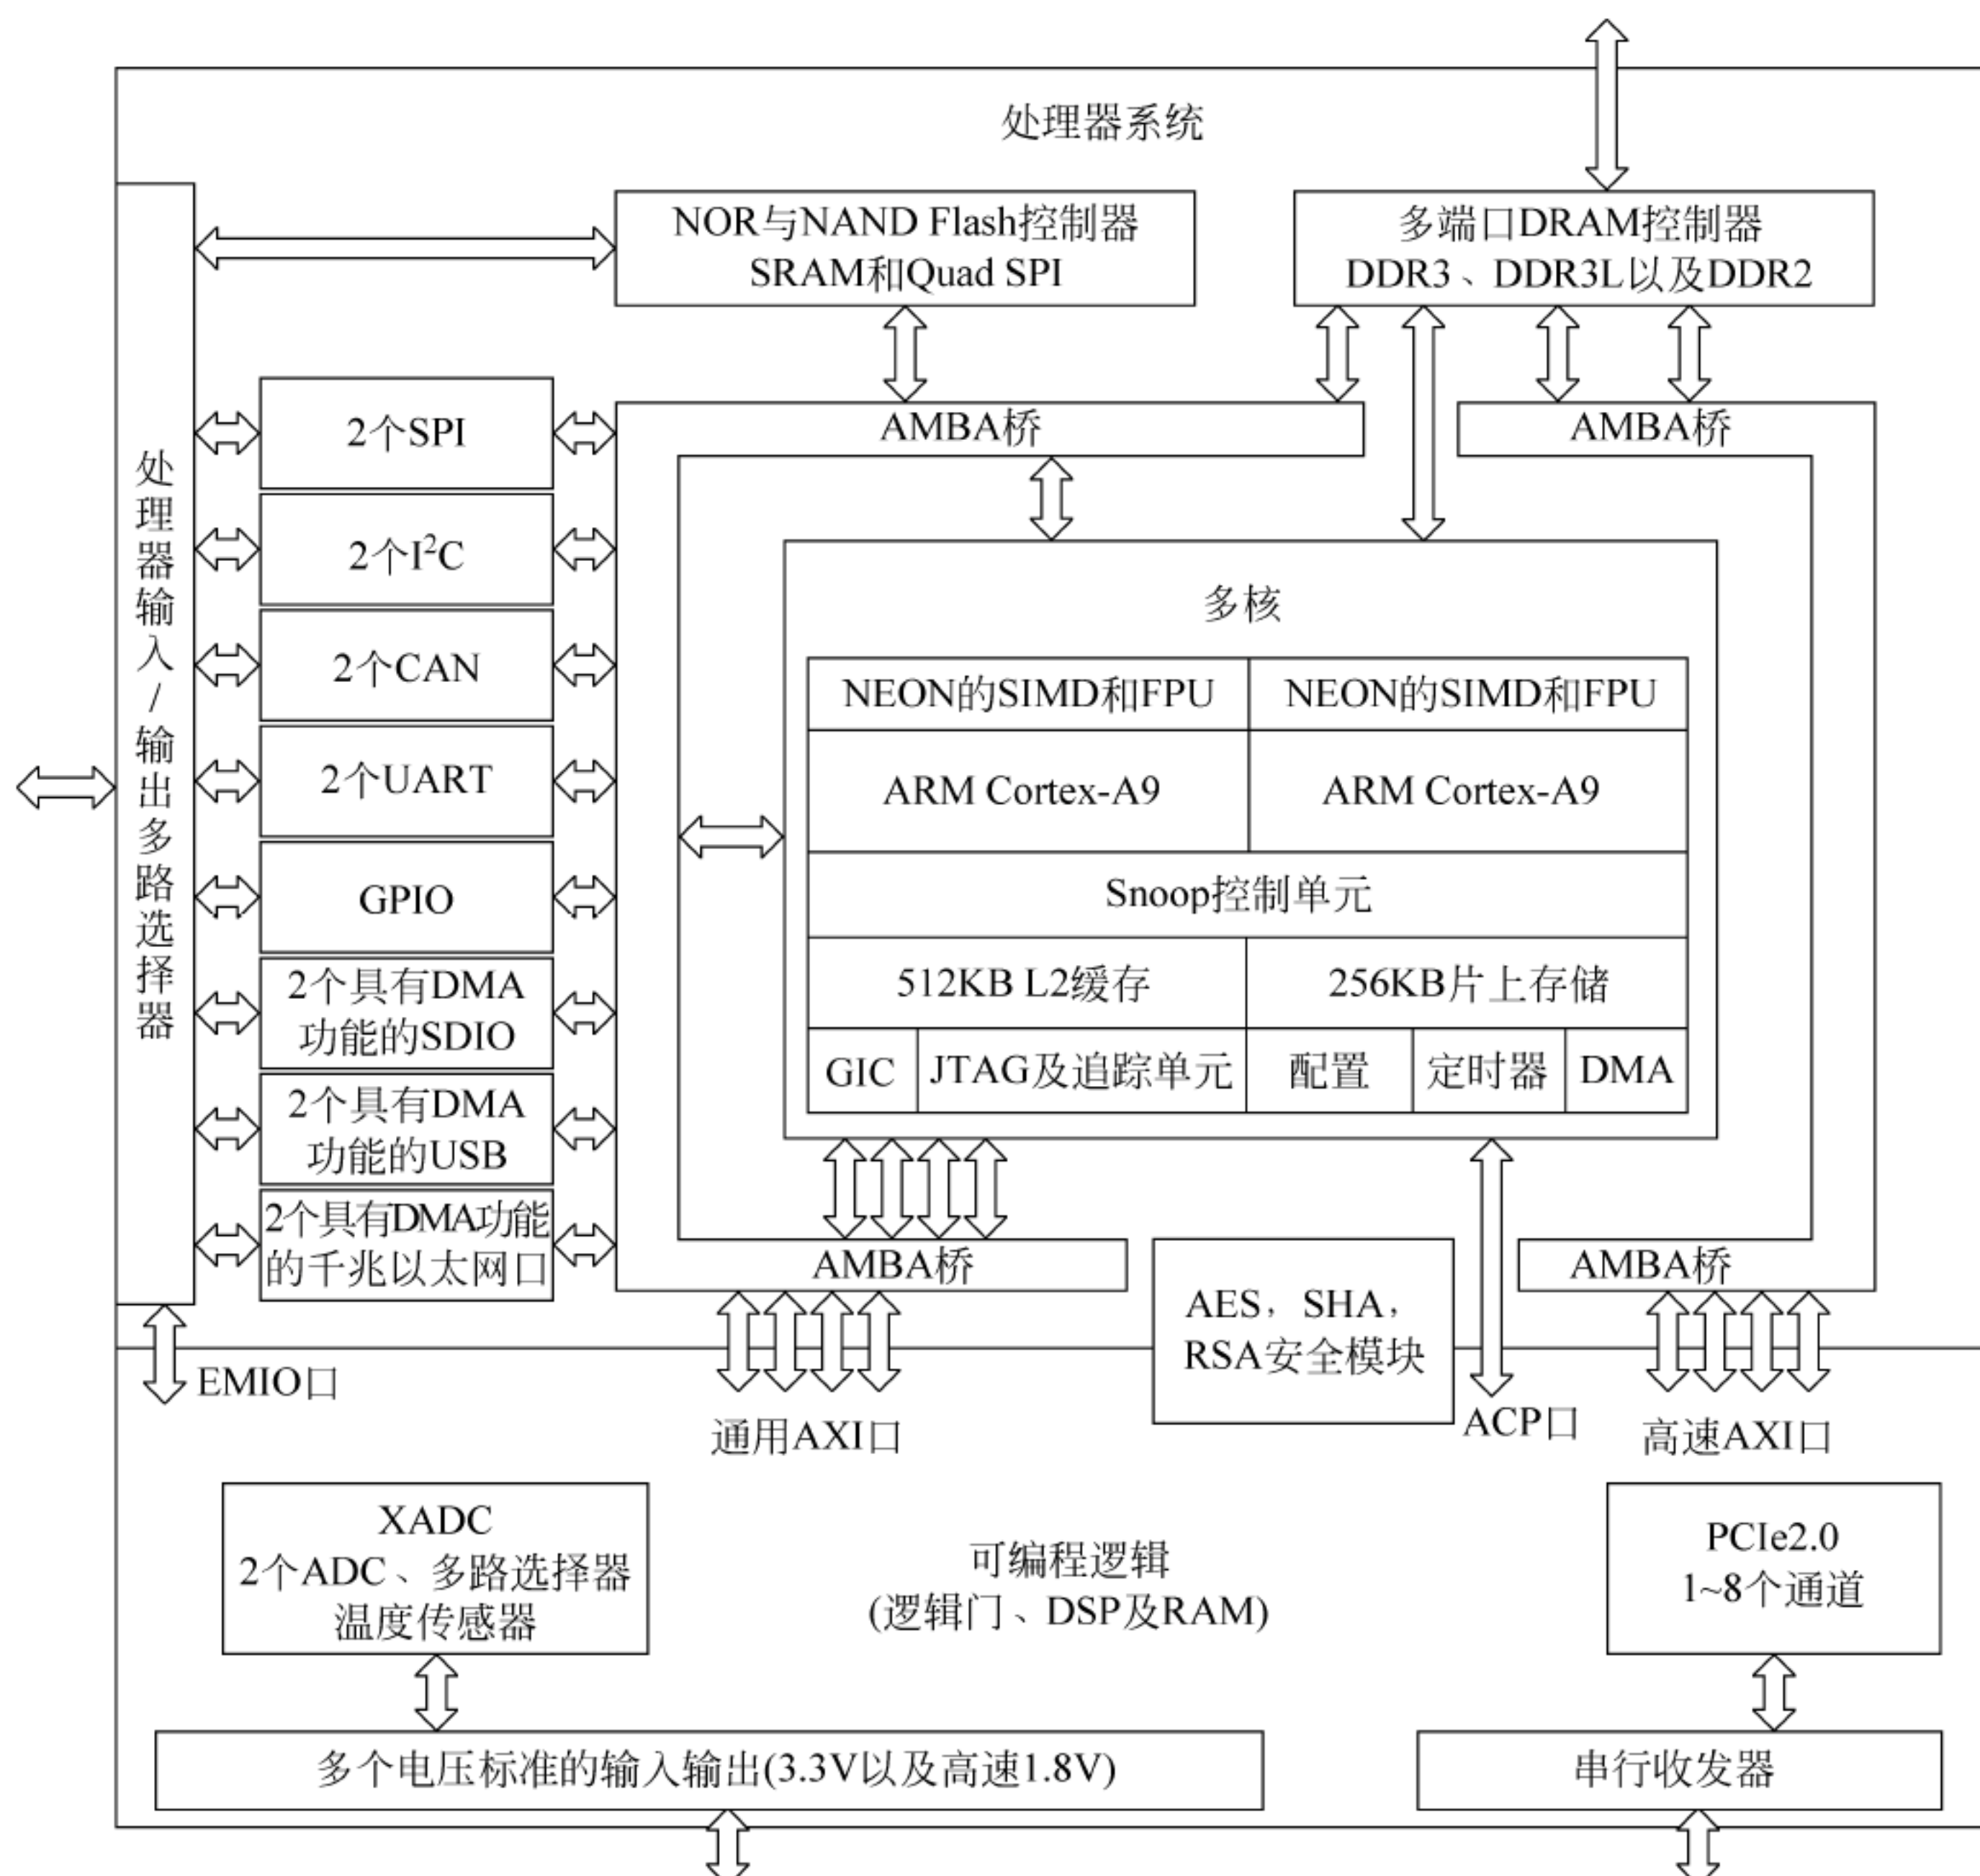 处理器系统
NOR与NAND Flash控制器
SRAM和Quad SPI
多端口DRAM控制器
DDR3、DDR3L以及DDR2
处理器输入/输出多路选择器
2个SPI
2个I²C
2个CAN
2个UART
GPIO
2个具有DMA
功能的SDIO
2个具有DMA
功能的USB
2个具有DMA功能
的千兆以太网口
AMBA桥
AMBA桥
多核
NEON的SIMD和FPU
NEON的SIMD和FPU
ARM Cortex-A9
ARM Cortex-A9
Snoop控制单元
512KB L2缓存
256KB片上存储
GIC
JTAG及追踪单元
配置
定时器
DMA
AMBA桥
AMBA桥
AES，SHA，
RSA安全模块
EMIO口
通用AXI口
ACP口
高速AXI口
XADC
2个ADC、多路选择器
温度传感器
可编程逻辑
(逻辑门、DSP及RAM)
PCIe2.0
1~8个通道
多个电压标准的输入输出(3.3V以及高速1.8V)
串行收发器